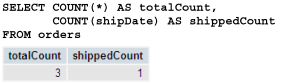 SELECT COUNT(*) AS totalCount,
COUNT(shipDate) AS shippedCount
FROM orders
totalCount shippedCount
3 1